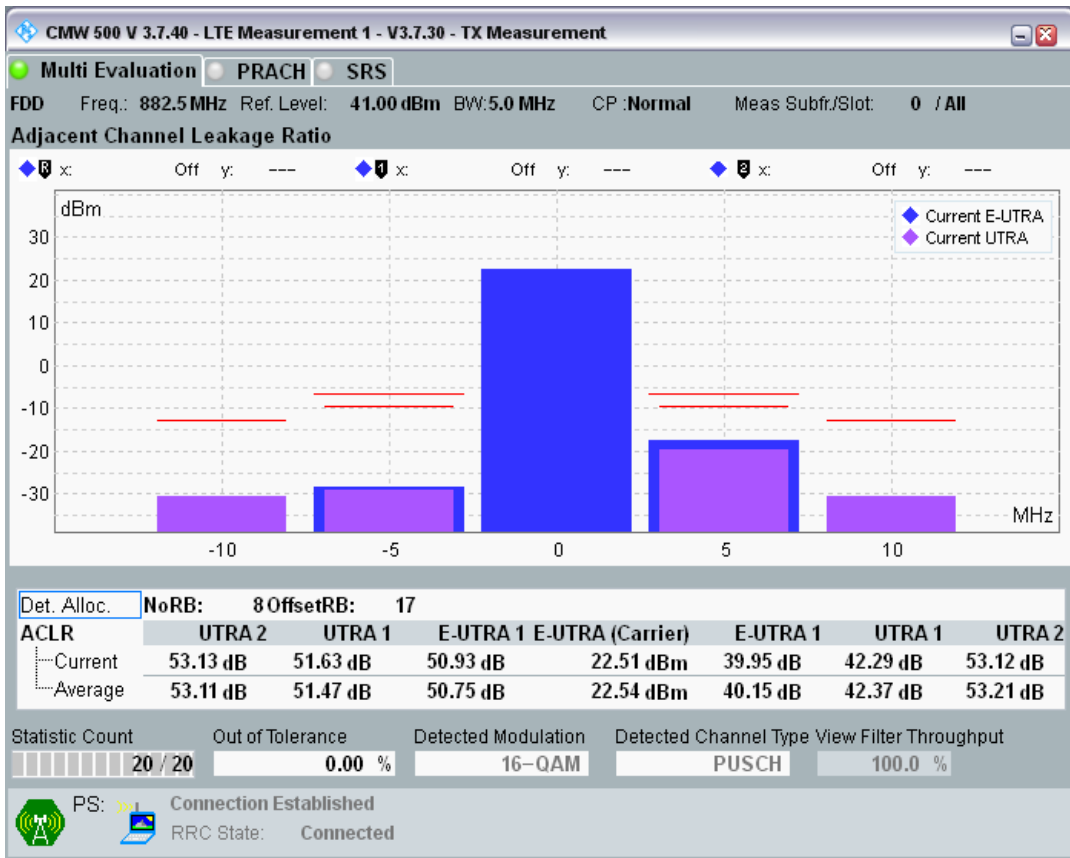 CMW 500 V 3.7.40 - LTE Measurement 1 - V3.7.30 - TX Measurement
Multi Evaluation PRACH SRS
FDD Freq.: 882.5 MHz Ref. Level: 41.00 dBm BW:5.0 MHz CP :Normal Meas Subfr./Slot: 0 / All
Adjacent Channel Leakage Ratio
R x: Off y: --- 1 x: Off y: --- 2 x: Off y: ---
dBm
Current E-UTRA
Current UTRA
30
20
10
0
-10
-20
-30
MHz
-10 -5 0 5 10
Det. Alloc. NoRB: 8 OffsetRB: 17
ACLR UTRA 2 UTRA 1 E-UTRA 1 E-UTRA (Carrier) E-UTRA 1 UTRA 1 UTRA 2
Current 53.13 dB 51.63 dB 50.93 dB 22.51 dBm 39.95 dB 42.29 dB 53.12 dB
Average 53.11 dB 51.47 dB 50.75 dB 22.54 dBm 40.15 dB 42.37 dB 53.21 dB
Statistic Count Out of Tolerance Detected Modulation Detected Channel Type View Filter Throughput
20 / 20 0.00 % 16-QAM PUSCH 100.0 %
PS: Connection Established
RRC State: Connected